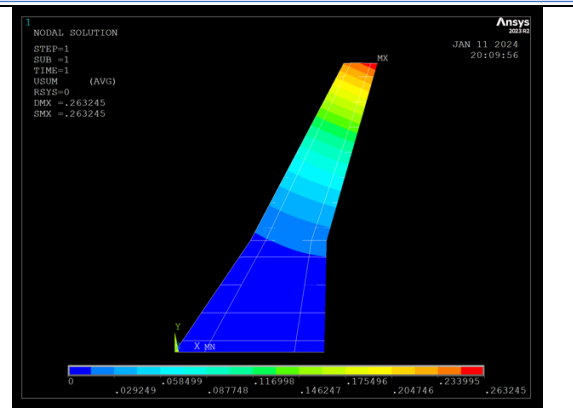 1
NODAL SOLUTION
STEP=1
SUB =1
TIME=1
USUM (AVG)
RSYS=0
DMX =.263245
SMX =.263245
Ansys
2023 R2
JAN 11 2024
20:09:56
MX
Y
X MN
0 .058499 .116998 .175496 .233995
.029249 .087748 .146247 .204746 .263245